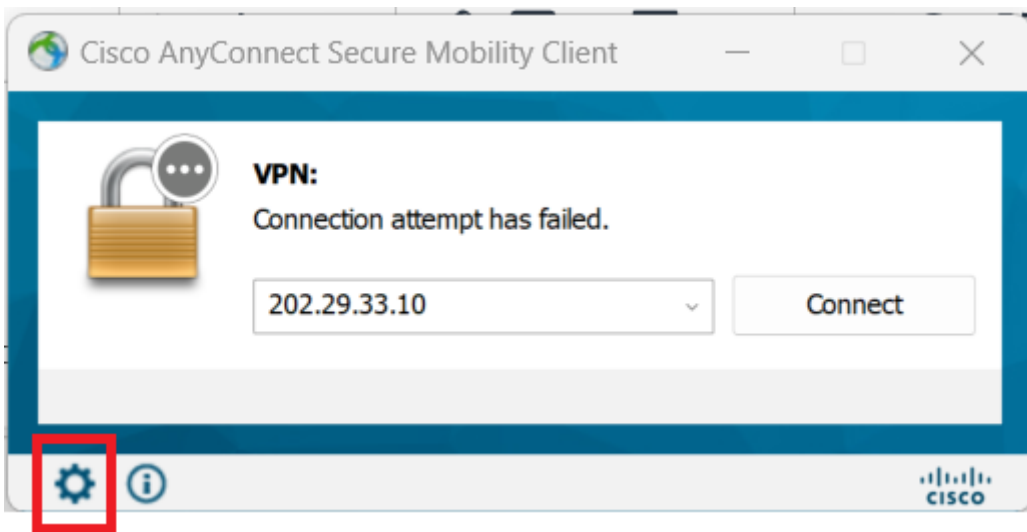 Cisco AnyConnect Secure Mobility Client
VPN:
Connection attempt has failed.
202.29.33.10
Connect
CISCO